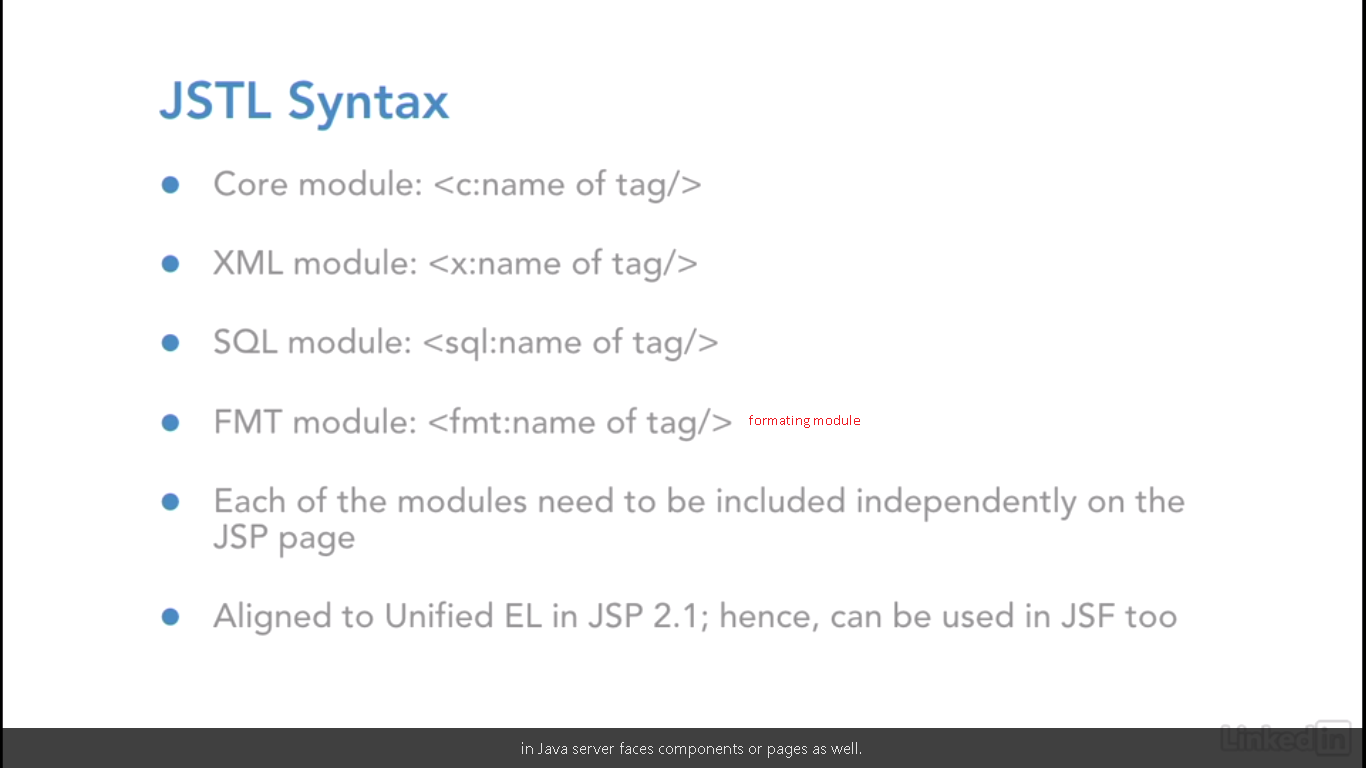 JSTL Syntax
Core module: <c:name of tag/>
XML module: <x:name of tag/>
SQL module: <sql:name of tag/>
FMT module: <fmt:name of tag/> formating module
Each of the modules need to be included independently on the
JSP page
Aligned to Unified EL in JSP 2.1; hence, can be used in JSF too
in Java server faces components or pages as well.
Linked in